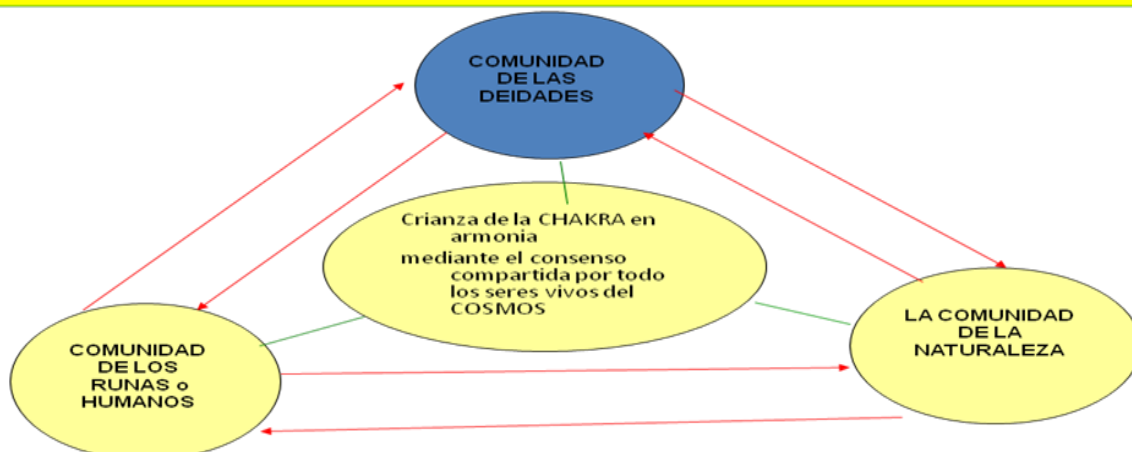 COMUNIDAD
DE LAS
DEIDADES
Crianza de la CHAKRA en
armonia
mediante el consenso
compartida por todo
los seres vivos del
COSMOS
LA COMUNIDAD
DE LA
NATURALEZA
COMUNIDAD
DE LOS
RUNAS o
HUMANOS